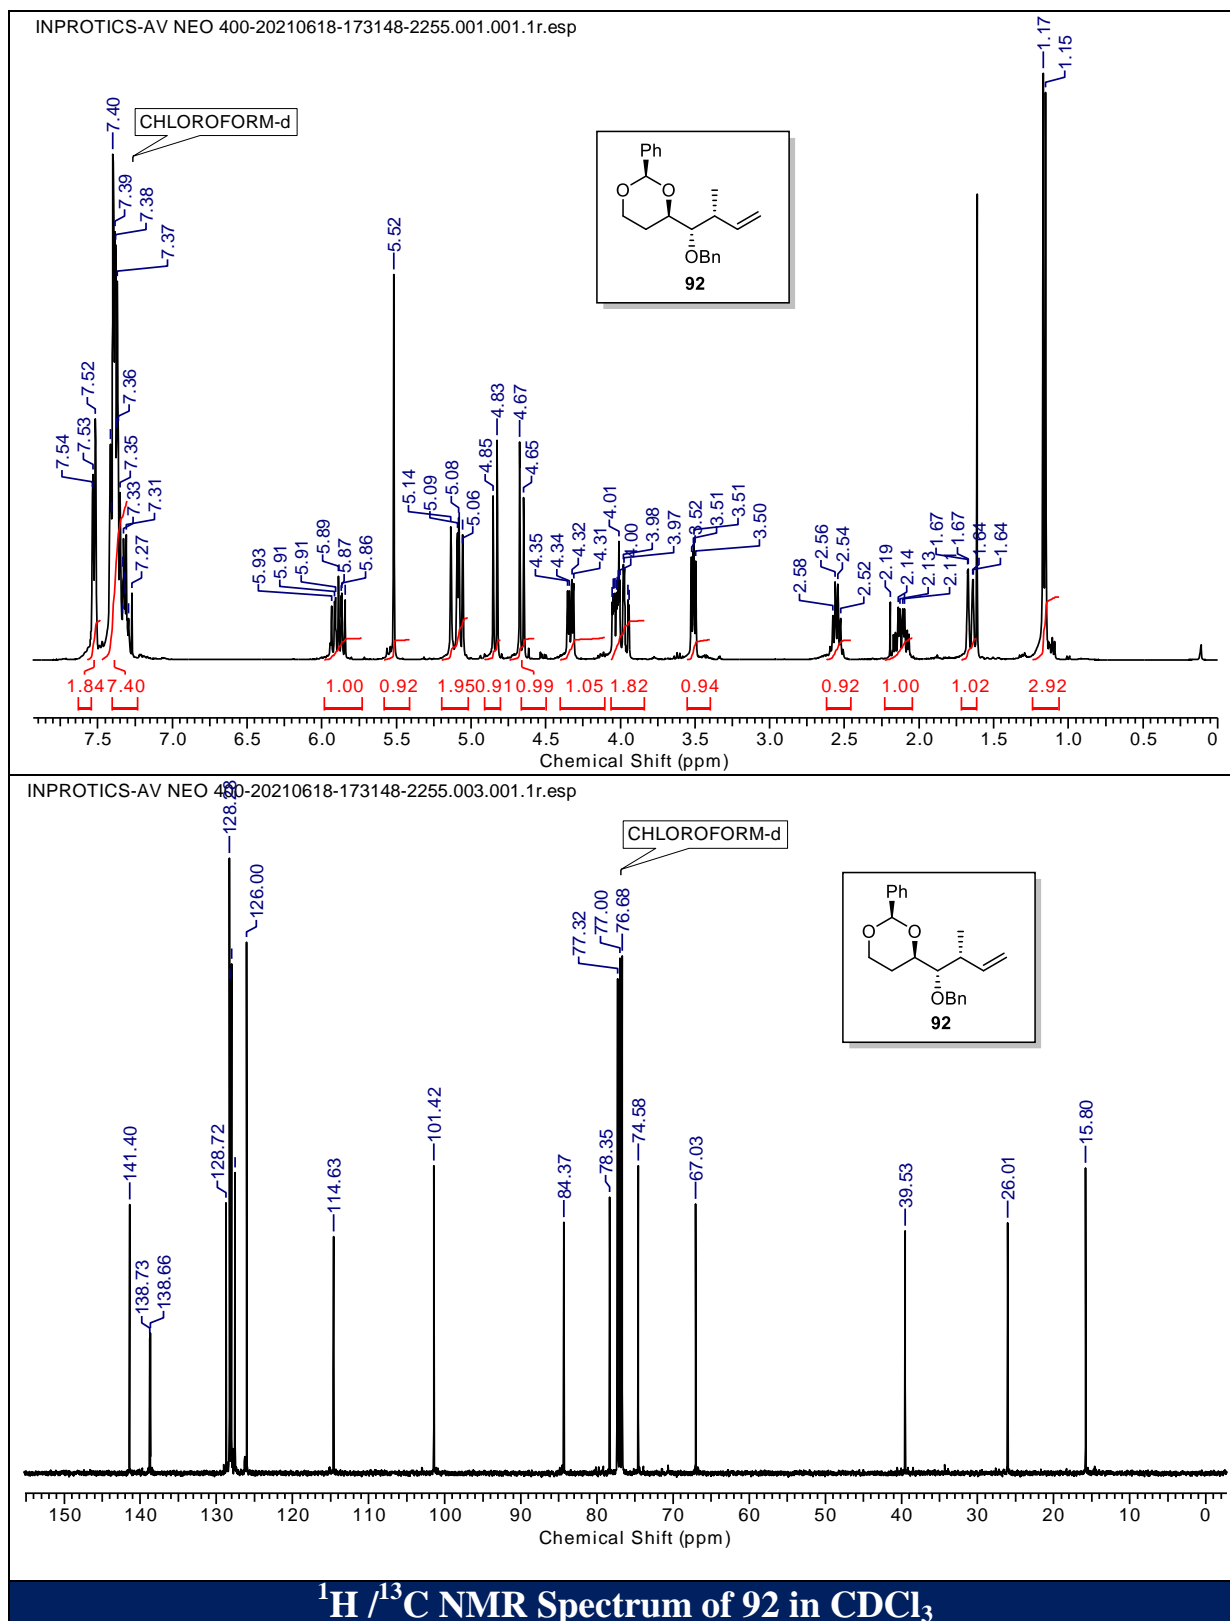 INPROTICS-AV NEO 400-20210618-173148-2255.001.001.1r.esp
CHLOROFORM-d
7.54 7.53 7.52 7.40 7.39 7.38 7.37 7.36 7.35 7.33 7.31 7.27 5.93 5.91 5.91 5.89 5.87 5.86 5.52 5.14 5.09 5.08 5.06 4.85 4.83 4.67 4.65 4.35 4.34 4.32 4.31 4.01 4.00 3.98 3.97 3.52 3.51 3.51 3.50 2.58 2.56 2.54 2.52 2.19 2.14 2.13 2.11 1.67 1.67 1.64 1.64 1.17 1.15
Ph
O O
OBn
92
1.84 7.40 1.00 0.92 1.95 0.91 0.99 1.05 1.82 0.94 0.92 1.00 1.02 2.92
7.5 7.0 6.5 6.0 5.5 5.0 4.5 4.0 3.5 3.0 2.5 2.0 1.5 1.0 0.5 0
Chemical Shift (ppm)
INPROTICS-AV NEO 400-20210618-173148-2255.003.001.1r.esp
CHLOROFORM-d
141.40 138.73 138.66 128.72 128.28 126.00 114.63 101.42 84.37 78.35 77.32 77.00 76.68 74.58 67.03 39.53 26.01 15.80
Ph
O O
OBn
92
150 140 130 120 110 100 90 80 70 60 50 40 30 20 10 0
Chemical Shift (ppm)
¹H /¹³C NMR Spectrum of 92 in CDCl₃